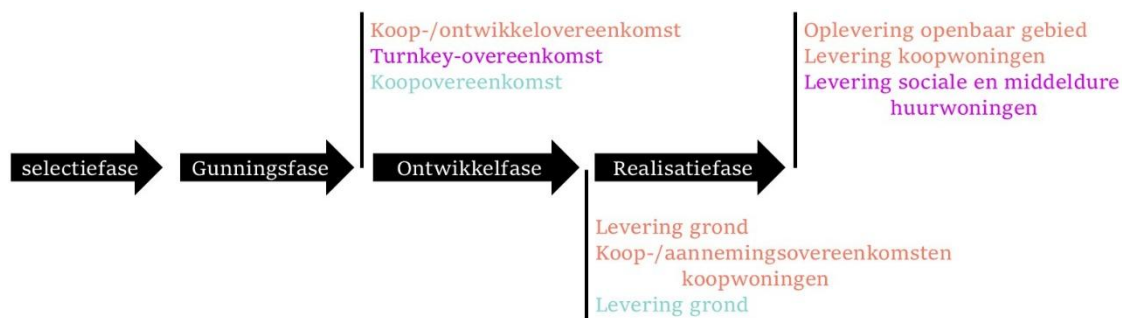 Koop-/ontwikkelovereenkomst
Turnkey-overeenkomst
Koopovereenkomst
Oplevering openbaar gebied
Levering koopwoningen
Levering sociale en middeldure
huurwoningen
selectiefase
Gunningsfase
Ontwikkelfase
Realisatiefase
Levering grond
Koop-/aannemingsovereenkomsten
koopwoningen
Levering grond